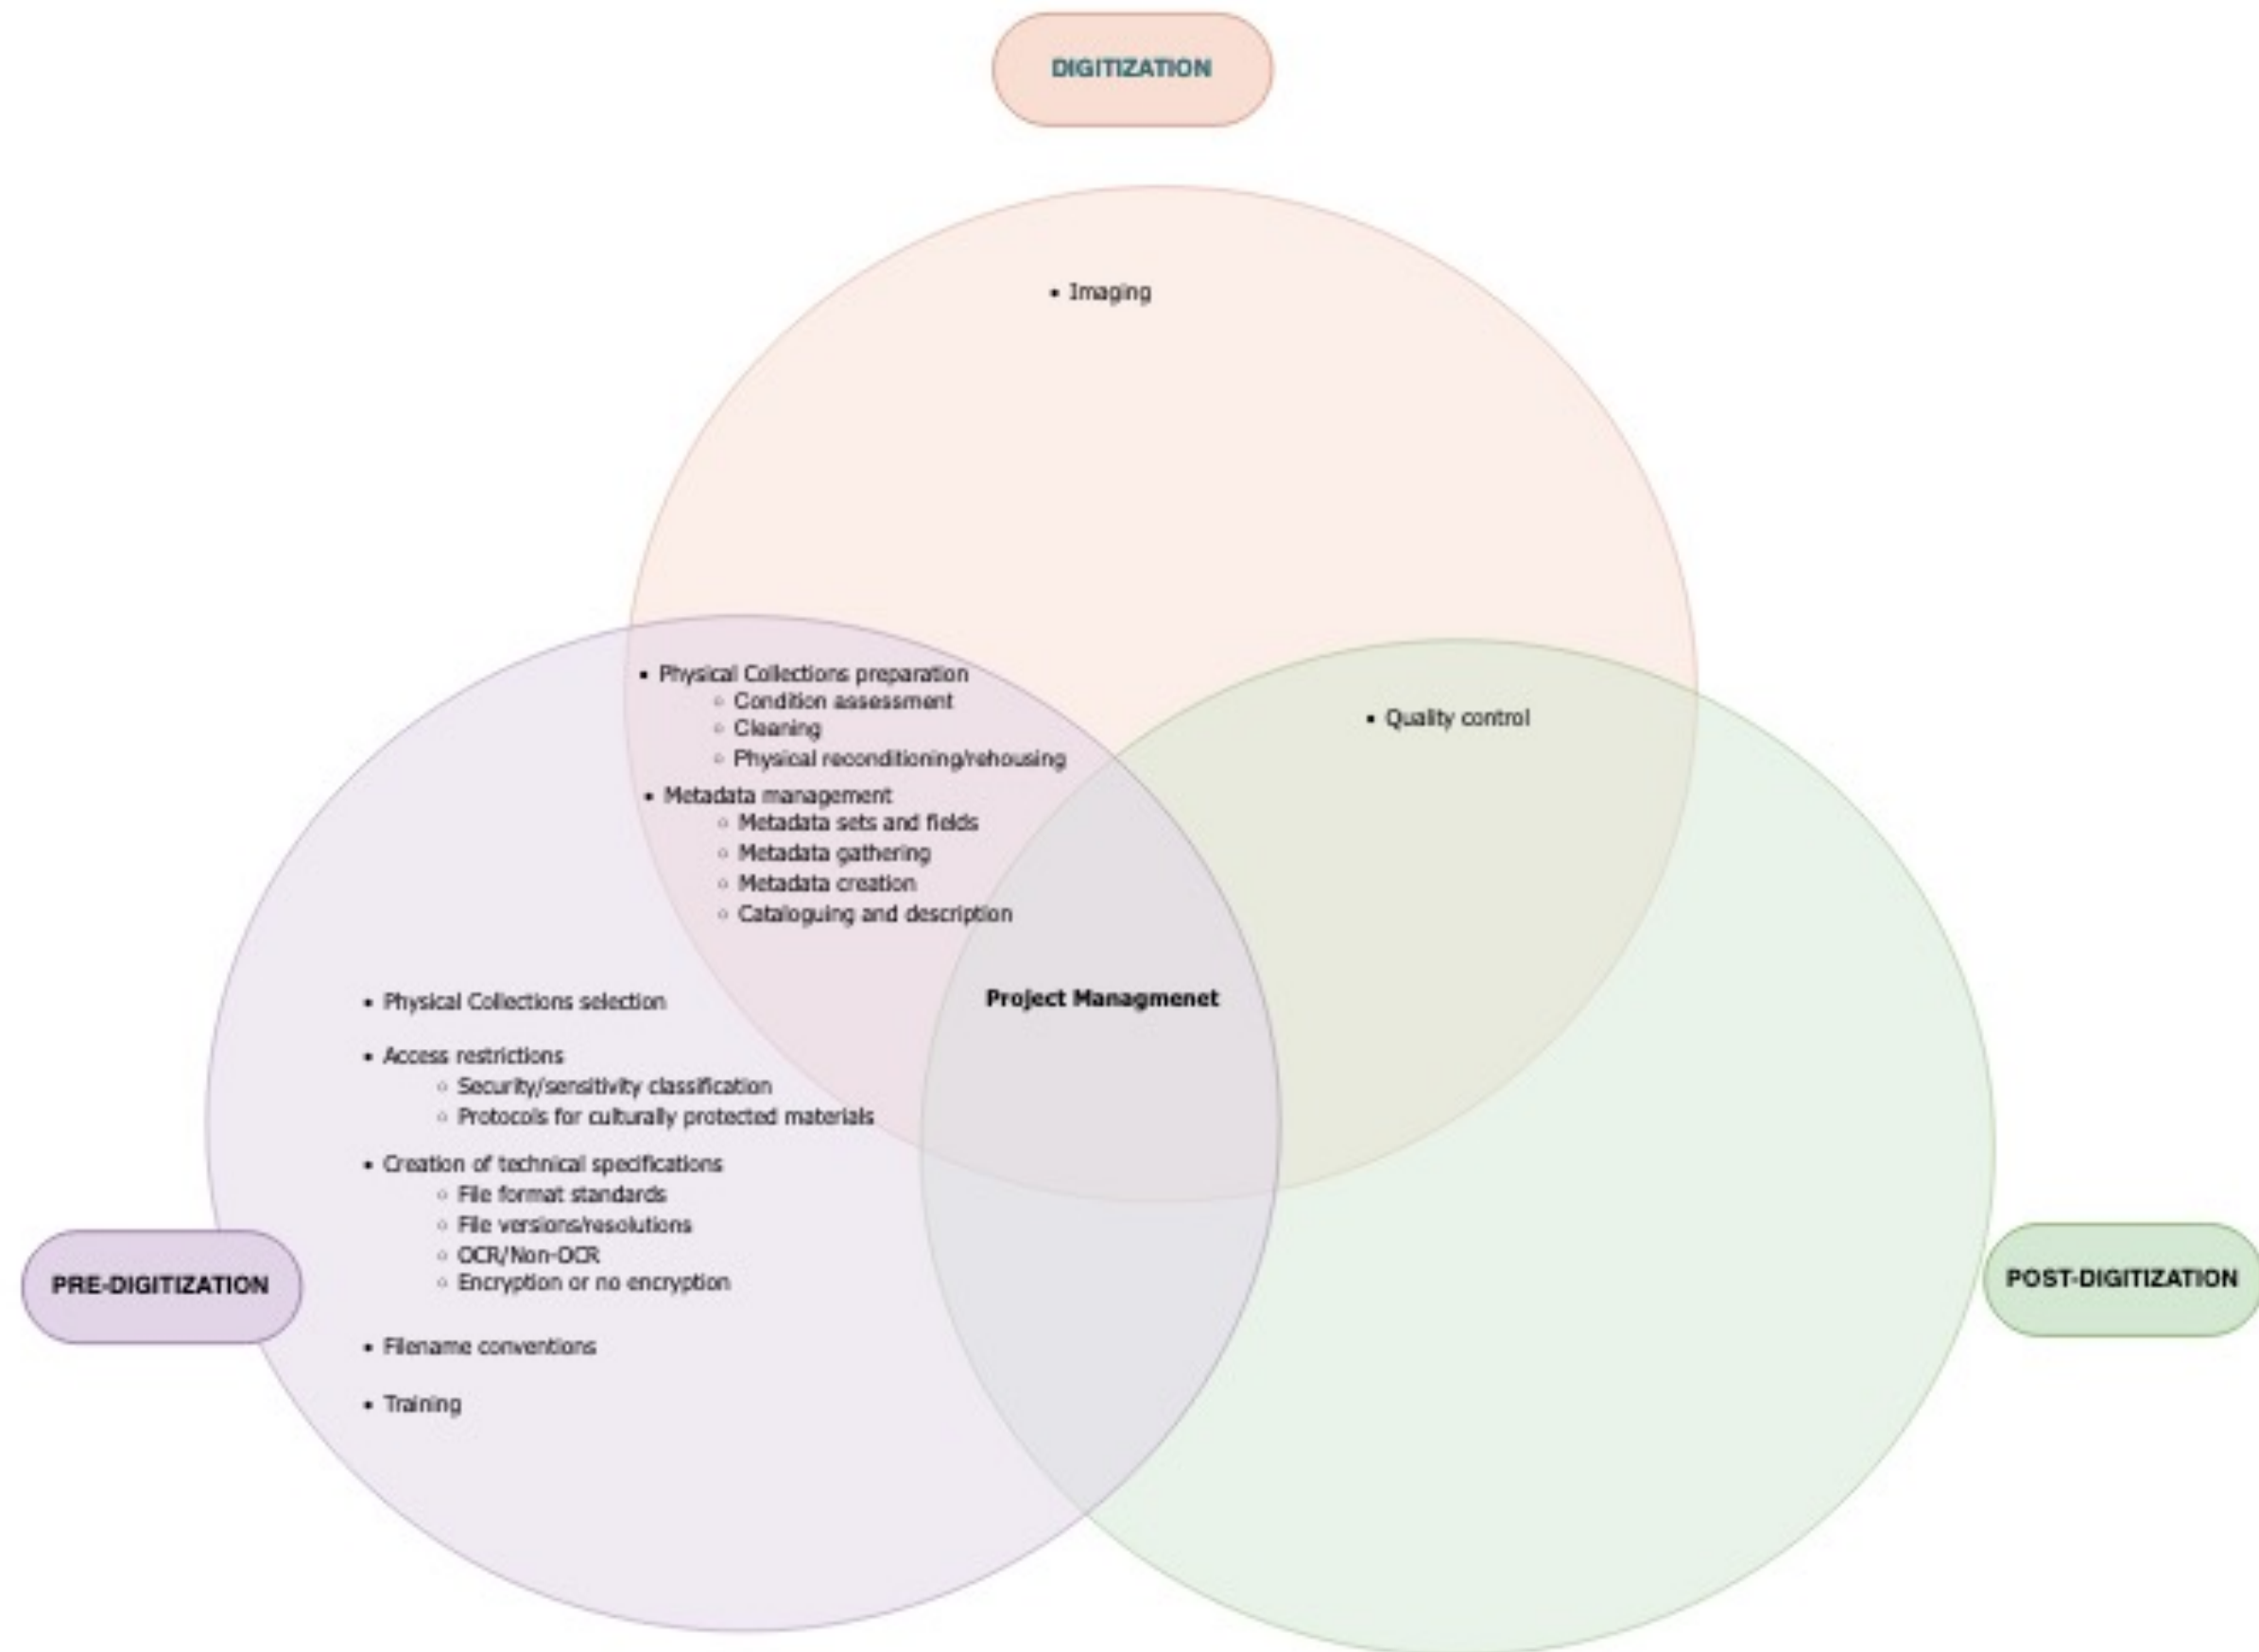 DIGITIZATION
• Imaging
• Physical Collections preparation
◦ Condition assessment
◦ Cleaning
◦ Physical reconditioning/rehousing
• Metadata management
◦ Metadata sets and fields
◦ Metadata gathering
◦ Metadata creation
◦ Cataloguing and description
• Quality control
Project Managmenet
• Physical Collections selection
• Access restrictions
◦ Security/sensitivity classification
◦ Protocols for culturally protected materials
• Creation of technical specifications
◦ File format standards
◦ File versions/resolutions
◦ OCR/Non-OCR
◦ Encryption or no encryption
• Filename conventions
• Training
PRE-DIGITIZATION
POST-DIGITIZATION